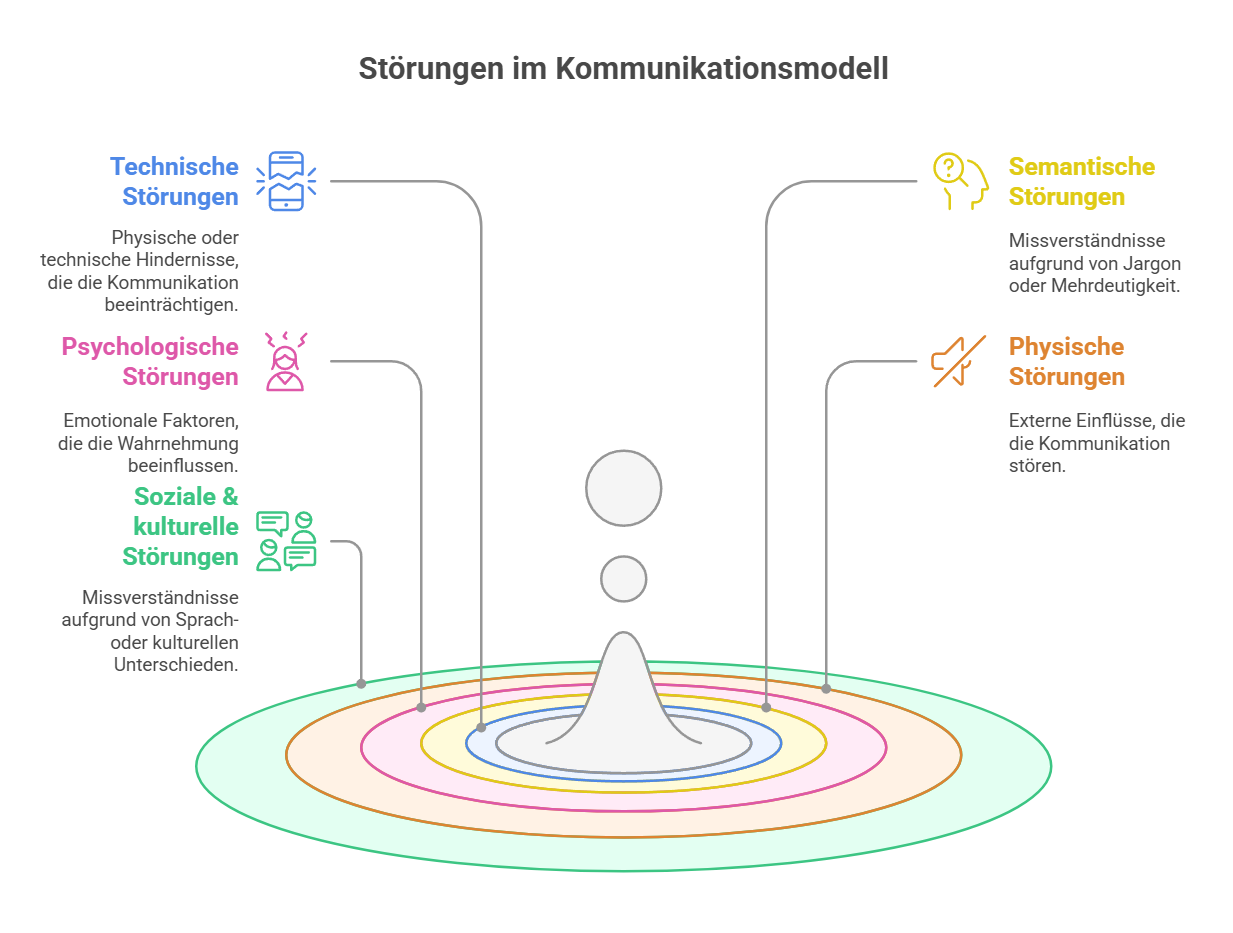 Störungen im Kommunikationsmodell
Technische
Störungen
Physische oder
technische Hindernisse,
die die Kommunikation
beeinträchtigen.
Psychologische
Störungen
Emotionale Faktoren,
die die Wahrnehmung
beeinflussen.
Soziale &
kulturelle
Störungen
Missverständnisse
aufgrund von Sprach-
oder kulturellen
Unterschieden.
Semantische
Störungen
Missverständnisse
aufgrund von Jargon
oder Mehrdeutigkeit.
Physische
Störungen
Externe Einflüsse, die
die Kommunikation
stören.